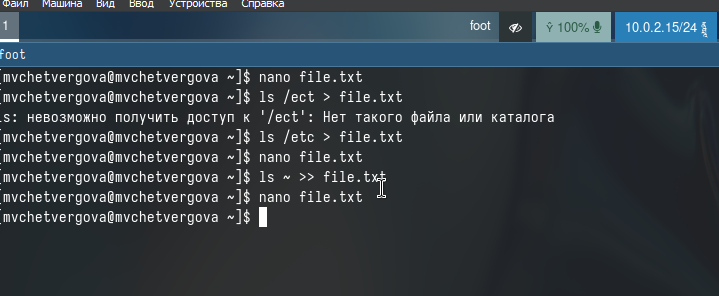 Файл Машина Вид Ввод Устройства Справка
1 foot 100% 10.0.2.15/24
foot
[mvchetvergova@mvchetvergova ~]$ nano file.txt
[mvchetvergova@mvchetvergova ~]$ ls /ect > file.txt
ls: невозможно получить доступ к '/ect': Нет такого файла или каталога
[mvchetvergova@mvchetvergova ~]$ ls /etc > file.txt
[mvchetvergova@mvchetvergova ~]$ nano file.txt
[mvchetvergova@mvchetvergova ~]$ ls ~ >> file.txt
[mvchetvergova@mvchetvergova ~]$ nano file.txt
[mvchetvergova@mvchetvergova ~]$